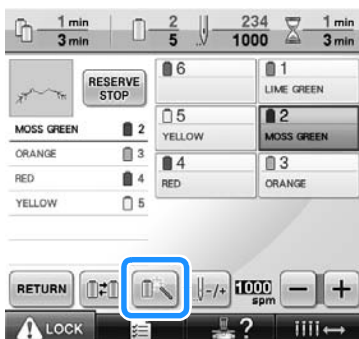 1 min
3 min
2
5
234
1000
1 min
3 min
RESERVE STOP
MOSS GREEN 2
ORANGE 3
RED 4
YELLOW 5
6
1
LIME GREEN
5
YELLOW
2
MOSS GREEN
4
RED
3
ORANGE
RETURN
-/+
1000 spm
- +
LOCK
?